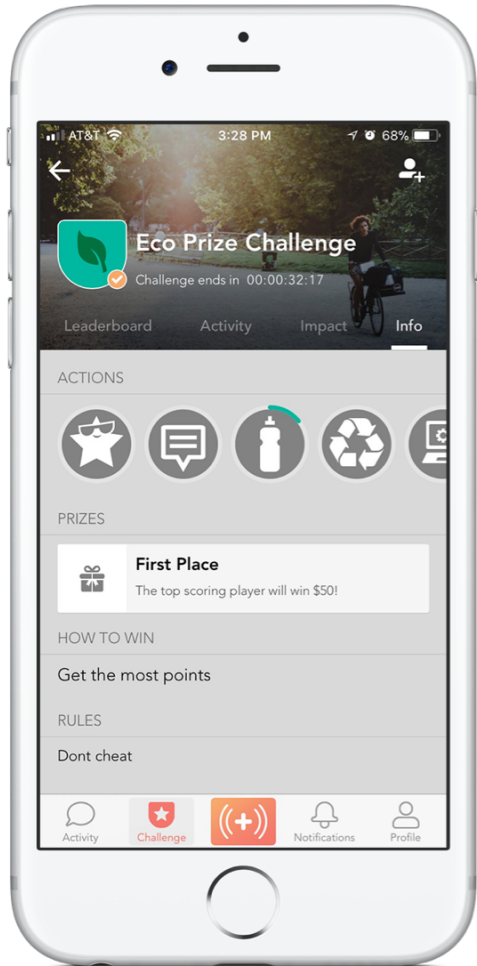 AT&T 3:28 PM 68%
Eco Prize Challenge
Challenge ends in 00:00:32:17
Leaderboard Activity Impact Info
ACTIONS
PRIZES
First Place
The top scoring player will win $50!
HOW TO WIN
Get the most points
RULES
Dont cheat
Activity Challenge Notifications Profile